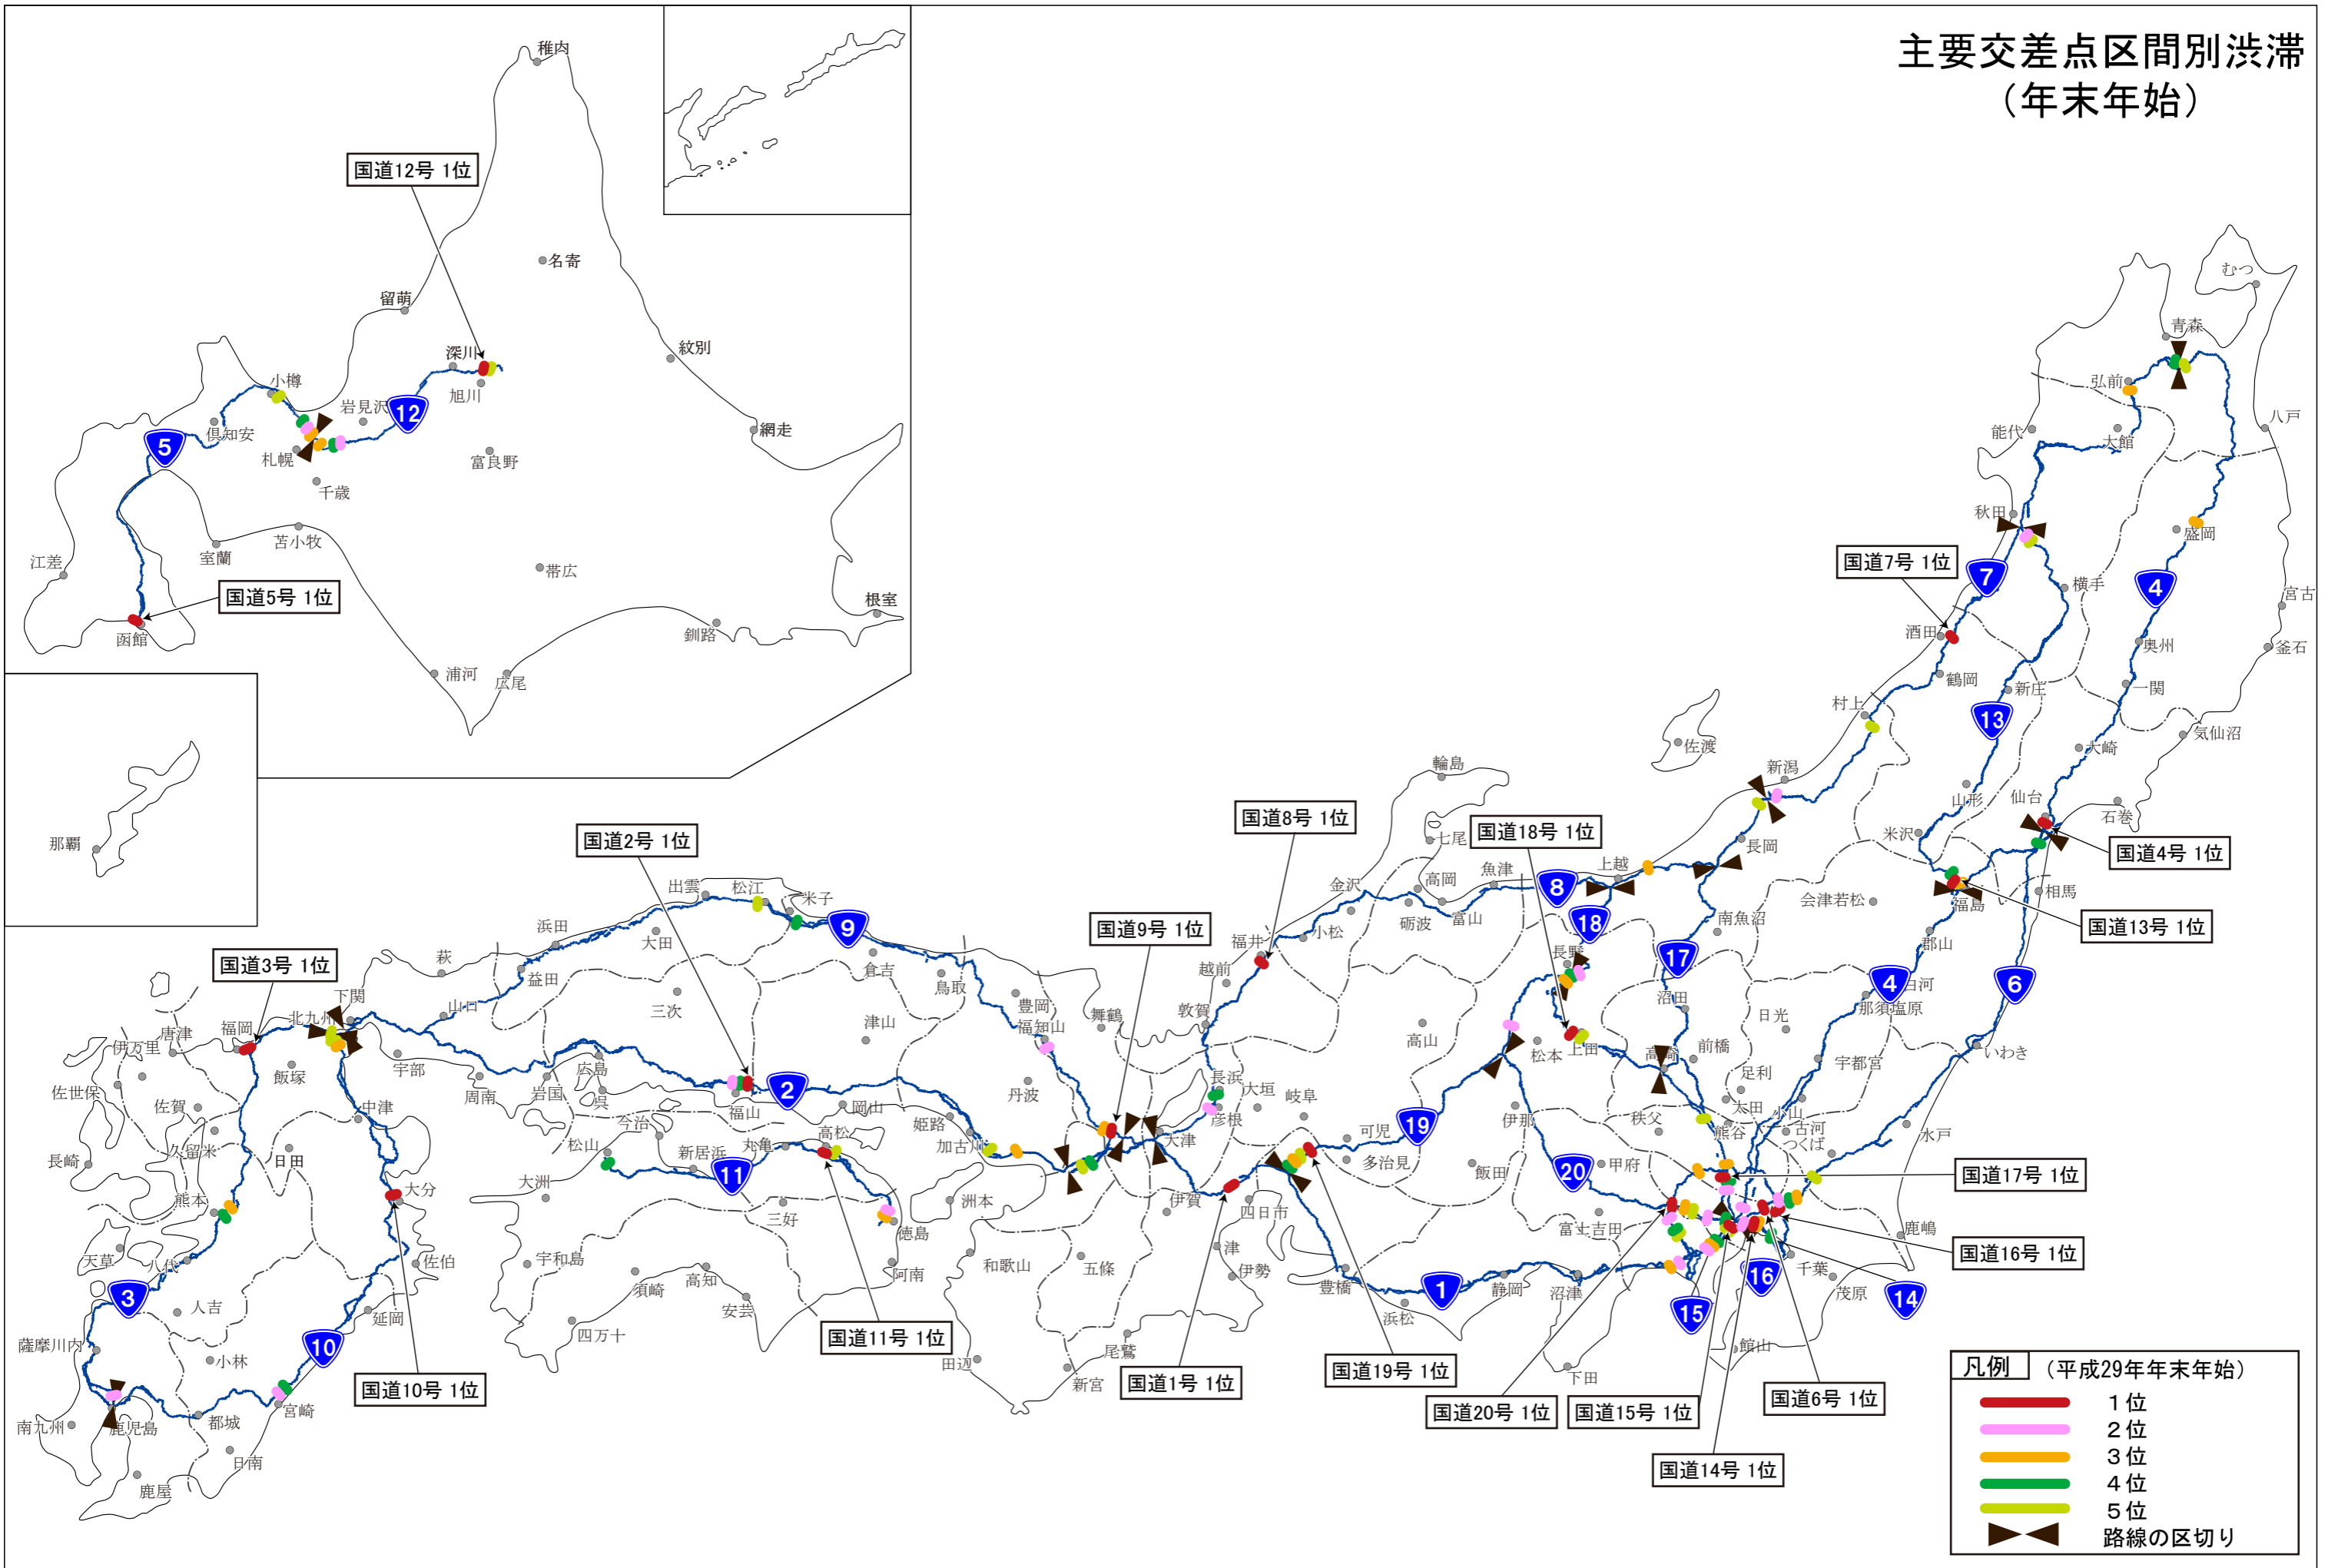 主要交差点区間別渋滞
（年末年始）
稚内
国道12号 1位
名寄
留萌
紋別
深川
旭川
小樽
岩見沢
12
倶知安
5
札幌
網走
富良野
千歳
苫小牧
室蘭
江差
帯広
国道5号 1位
函館
根室
釧路
浦河
広尾
那覇
むつ
青森
弘前
八戸
能代
大館
秋田
盛岡
国道7号 1位
7
4
横手
宮古
酒田
奥州
釜石
鶴岡
新庄
一関
村上
13
気仙沼
佐渡
大崎
輪島
新潟
山形
仙台
石巻
国道8号 1位
国道18号 1位
国道2号 1位
七尾
米沢
長岡
国道4号 1位
上越
魚津
高岡
金沢
出雲
松江
米子
8
相馬
会津若松
福島
9
砺波
富山
18
南魚沼
国道13号 1位
国道9号 1位
浜田
大田
小松
福井
郡山
長野
17
国道3号 1位
萩
益田
倉吉
鳥取
越前
4
白河
6
那須塩原
下関
山口
三次
豊岡
舞鶴
敦賀
沼田
日光
北九州
福岡
唐津
津山
福知山
高山
松本
上田
高崎
前橋
宇都宮
いわき
伊万里
飯塚
宇部
広島
佐世保
周南
岩国
呉
2
福山
丹波
長浜
大垣
岐阜
足利
佐賀
中津
今治
岡山
姫路
彦根
19
伊那
秩父
太田
小山
久留米
日田
松山
新居浜
丸亀
高松
加古川
大津
可児
熊谷
古河
つくば
水戸
長崎
11
多治見
飯田
20
甲府
国道17号 1位
熊本
大分
大洲
三好
洲本
伊賀
四日市
富士吉田
鹿嶋
徳島
国道16号 1位
天草
八代
佐伯
宇和島
高知
阿南
和歌山
五條
津
伊勢
豊橋
1
静岡
沼津
16
千葉
茂原
14
3
人吉
延岡
須崎
安芸
浜松
15
四万十
国道11号 1位
薩摩川内
小林
10
田辺
尾鷲
館山
新宮
下田
国道10号 1位
国道1号 1位
国道19号 1位
国道20号 1位
国道15号 1位
国道6号 1位
国道14号 1位
宮崎
南九州
鹿児島
都城
日南
鹿屋
凡例
（平成29年年末年始）
1位
2位
3位
4位
5位
路線の区切り